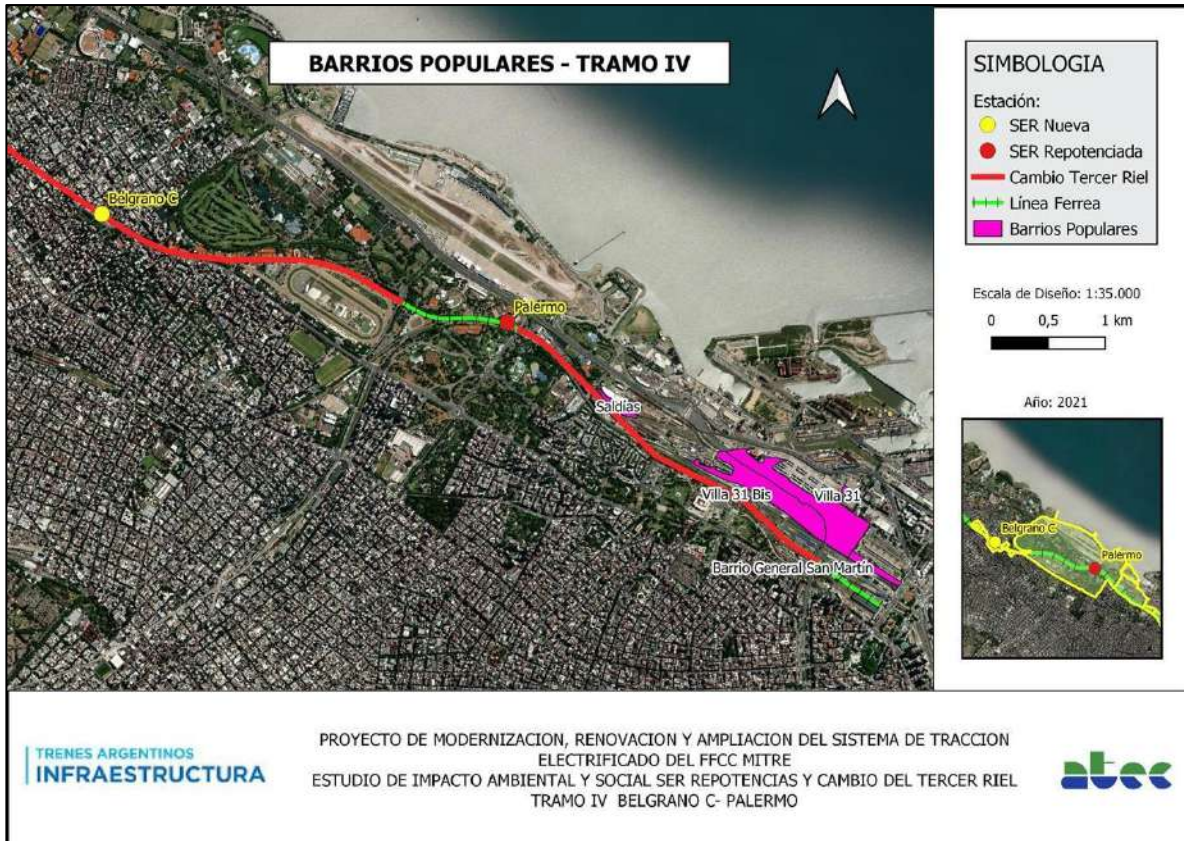 BARRIOS POPULARES - TRAMO IV
Belgrano C
Palermo
Saldías
Villa 31 Bis
Villa 31
Barrio General San Martín
SIMBOLOGIA
Estación:
SER Nueva
SER Repotenciada
Cambio Tercer Riel
Línea Ferrea
Barrios Populares
Escala de Diseño: 1:35.000
0 0,5 1 km
Año: 2021
Belgrano C
Palermo
TRENES ARGENTINOS
INFRAESTRUCTURA
PROYECTO DE MODERNIZACION, RENOVACION Y AMPLIACION DEL SISTEMA DE TRACCION
ELECTRIFICADO DEL FFCC MITRE
ESTUDIO DE IMPACTO AMBIENTAL Y SOCIAL SER REPOTENCIAS Y CAMBIO DEL TERCER RIEL
TRAMO IV BELGRANO C- PALERMO
atec